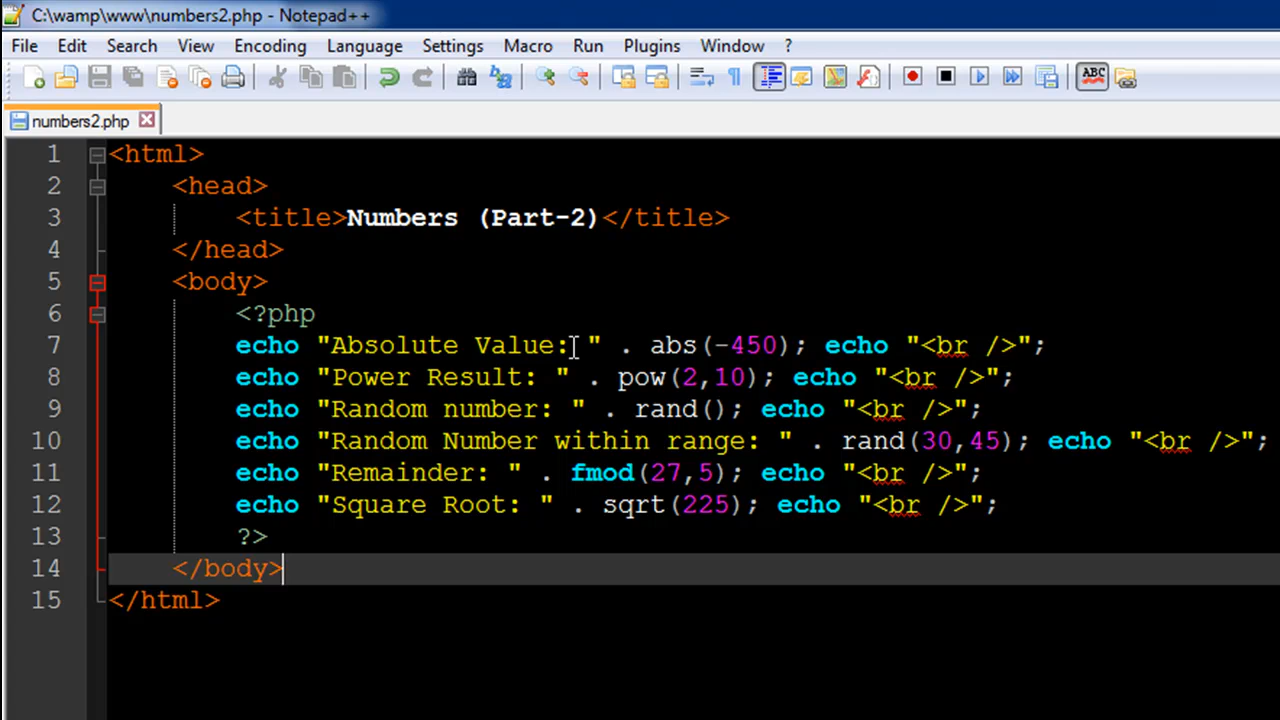 C:\wamp\www\numbers2.php - Notepad++
File Edit Search View Encoding Language Settings Macro Run Plugins Window ?
ABC
numbers2.php
1 <html>
2 <head>
3 <title>Numbers (Part-2)</title>
4 </head>
5 <body>
6 <?php
7 echo "Absolute Value: " . abs(-450); echo "<br />";
8 echo "Power Result: " . pow(2,10); echo "<br />";
9 echo "Random number: " . rand(); echo "<br />";
10 echo "Random Number within range: " . rand(30,45); echo "<br />";
11 echo "Remainder: " . fmod(27,5); echo "<br />";
12 echo "Square Root: " . sqrt(225); echo "<br />";
13 ?>
14 </body>
15 </html>